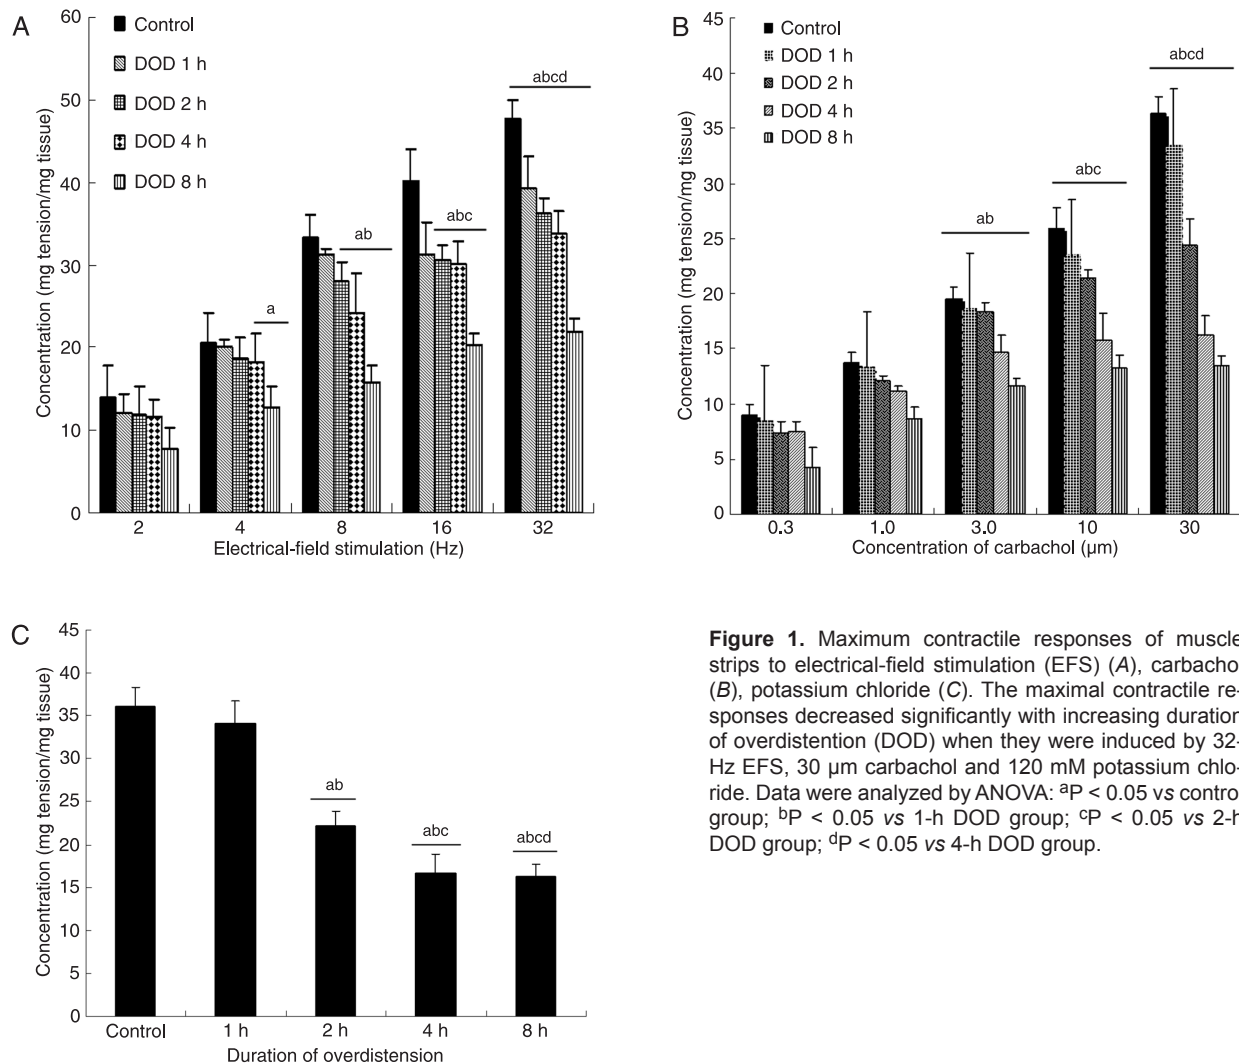 A
60
50
40
30
20
10
0
Concentration (mg tension/mg tissue)
Control
DOD 1 h
DOD 2 h
DOD 4 h
DOD 8 h
a
ab
abc
abcd
2 4 8 16 32
Electrical-field stimulation (Hz)
B
45
40
35
30
25
20
15
10
5
0
Concentration (mg tension/mg tissue)
Control
DOD 1 h
DOD 2 h
DOD 4 h
DOD 8 h
ab
abc
abcd
0.3 1.0 3.0 10 30
Concentration of carbachol (µm)
C
45
40
35
30
25
20
15
10
5
0
Concentration (mg tension/mg tissue)
ab
abc
abcd
Control 1 h 2 h 4 h 8 h
Duration of overdistension
Figure 1. Maximum contractile responses of muscle
strips to electrical-field stimulation (EFS) (A), carbacho
(B), potassium chloride (C). The maximal contractile re-
sponses decreased significantly with increasing duration
of overdistention (DOD) when they were induced by 32-
Hz EFS, 30 µm carbachol and 120 mM potassium chlo-
ride. Data were analyzed by ANOVA: aP < 0.05 vs contro
group; bP < 0.05 vs 1-h DOD group; cP < 0.05 vs 2-h
DOD group; dP < 0.05 vs 4-h DOD group.